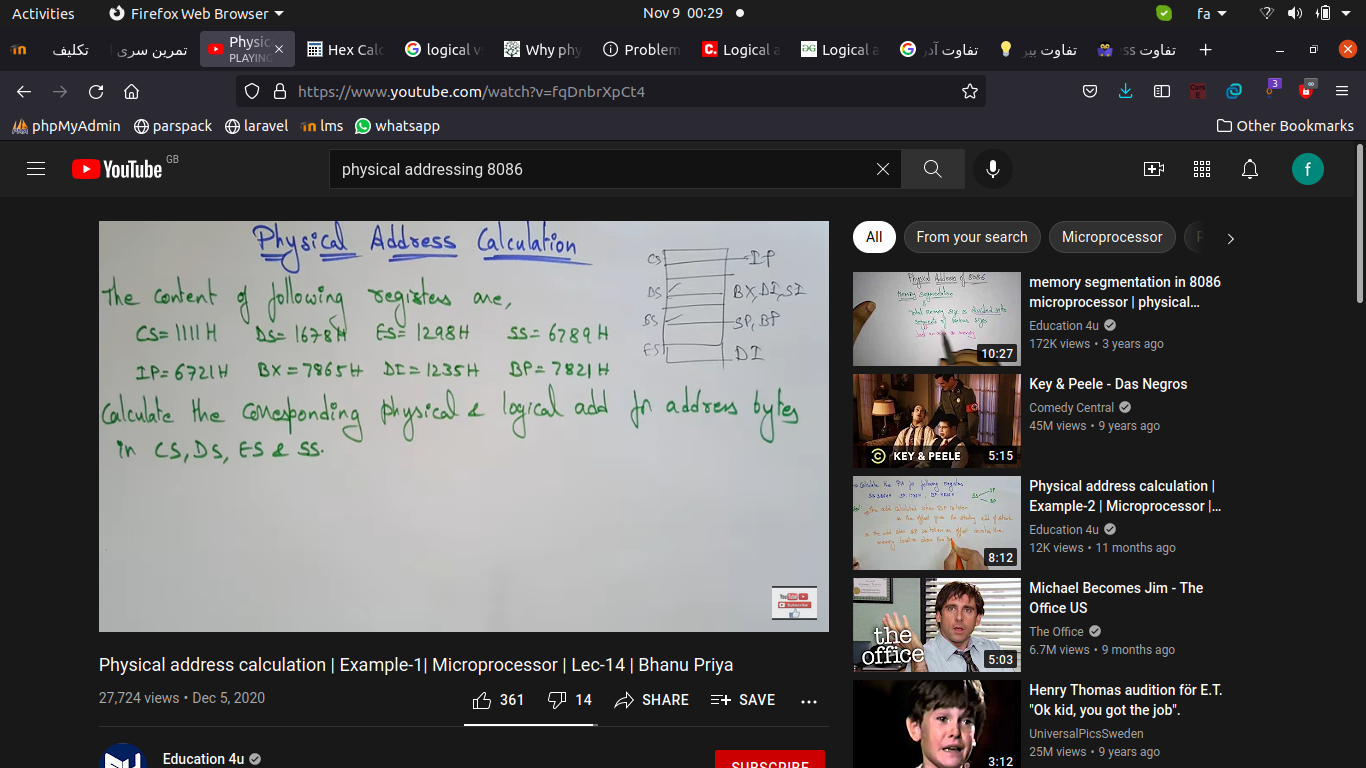 Activities Firefox Web Browser Nov 9 00:29 fa
تکلیف تمرین سری Physic PLAYING Hex Calc logical v Why phy Problem Logical a Logical a تفاوت آدر تفاوت بیر تفاوت ss
https://www.youtube.com/watch?v=fqDnbrXpCt4 3
phpMyAdmin parspack laravel lms whatsapp Other Bookmarks
YouTube GB physical addressing 8086 f
Physical Address Calculation
The content of following registers are,
CS=1111H DS=1678H ES=1298H SS=6789H
IP=6721H BX=7865H DI=1235H BP=7821H
Calculate the corresponding physical & logical add for address bytes
in CS, DS, ES & SS.
CS IP
DS BX, DI, SI
SS SP, BP
ES DI
Physical address calculation | Example-1| Microprocessor | Lec-14 | Bhanu Priya
27,724 views • Dec 5, 2020 361 14 SHARE SAVE
Education 4u
SUBSCRIBE
All From your search Microprocessor
memory segmentation in 8086
microprocessor | physical...
Education 4u
172K views • 3 years ago
10:27
Key & Peele - Das Negros
Comedy Central
45M views • 9 years ago
KEY & PEELE 5:15
Physical address calculation |
Example-2 | Microprocessor |...
Education 4u
12K views • 11 months ago
8:12
Michael Becomes Jim - The
Office US
The Office
6.7M views • 9 months ago
the office 5:03
Henry Thomas audition för E.T.
"Ok kid, you got the job".
UniversalPicsSweden
25M views • 9 years ago
3:12